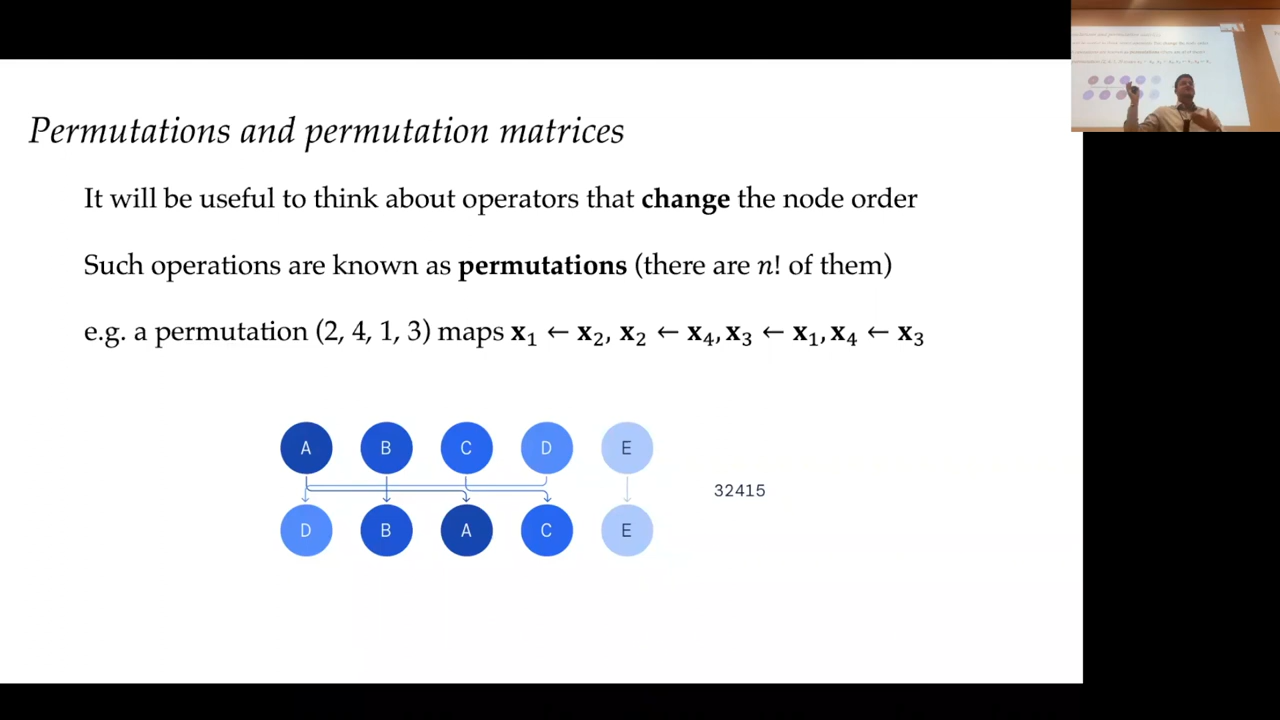 Permutations and permutation matrices
It will be useful to think about operators that change the node order
Such operations are known as permutations (there are n! of them)
e.g. a permutation (2, 4, 1, 3) maps x₁ ← x₂, x₂ ← x₄, x₃ ← x₁, x₄ ← x₃
A B C D E
32415
D B A C E